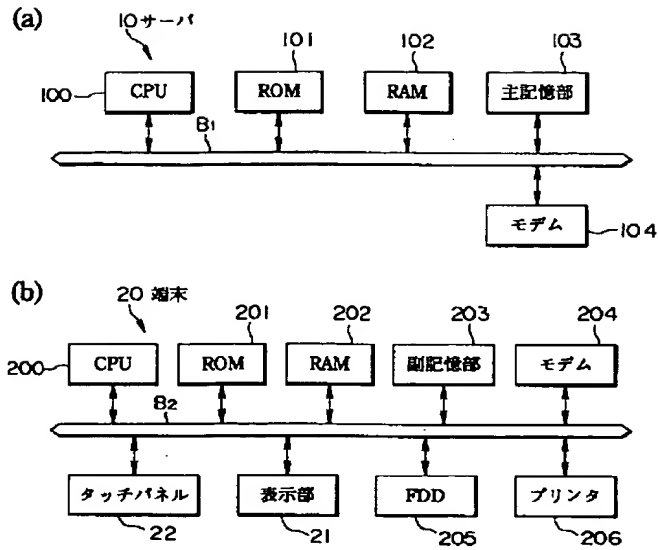 (a)
10 サーバ
101
102
103
100
CPU
ROM
RAM
主記憶部
B1
モデム
104
(b)
20 端末
201
202
203
204
200
CPU
ROM
RAM
副記憶部
モデム
B2
タッチパネル
表示部
FDD
プリンタ
22
21
205
206